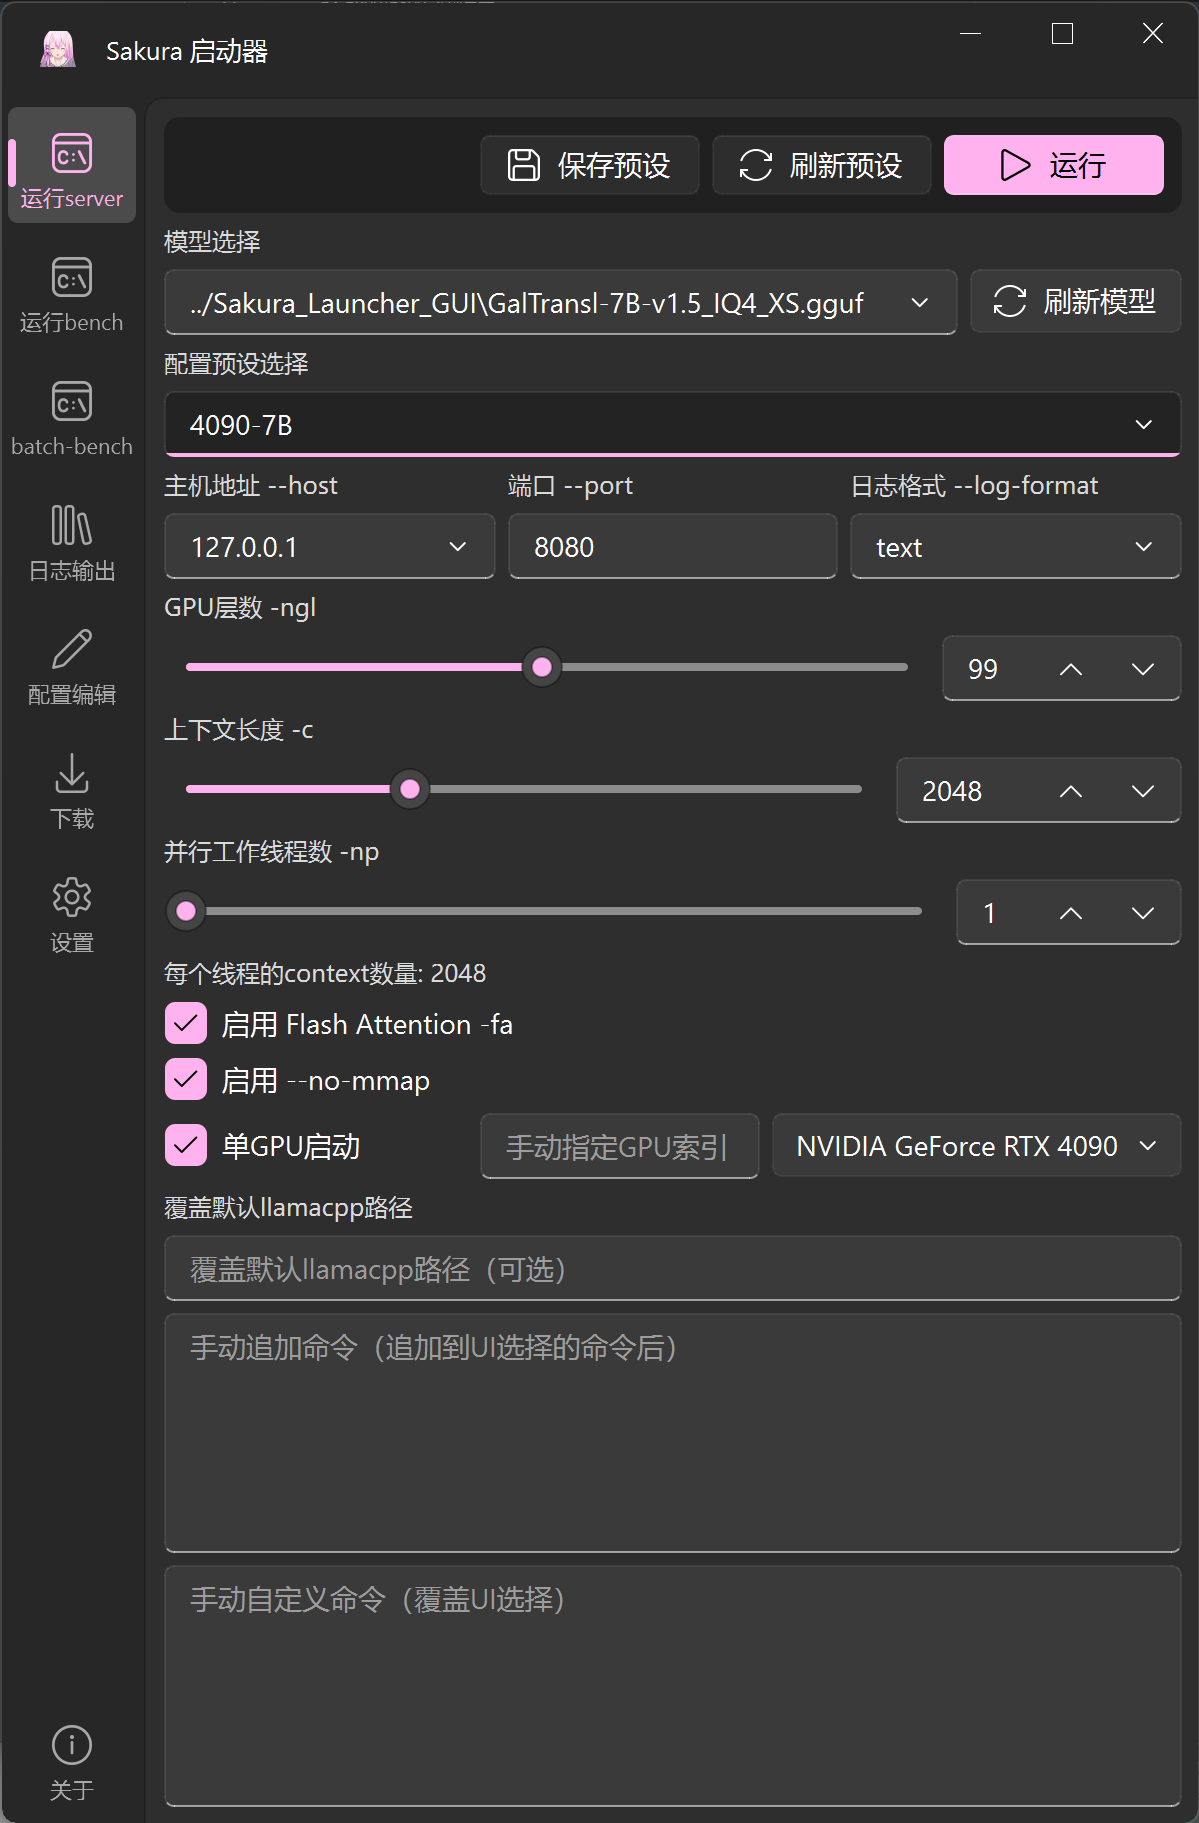 Sakura 启动器
运行server
运行bench
batch-bench
日志输出
配置编辑
下载
设置
关于
保存预设
刷新预设
运行
模型选择
../Sakura_Launcher_GUI\GalTransl-7B-v1.5_IQ4_XS.gguf
刷新模型
配置预设选择
4090-7B
主机地址 --host
端口 --port
日志格式 --log-format
127.0.0.1
8080
text
GPU层数 -ngl
99
上下文长度 -c
2048
并行工作线程数 -np
1
每个线程的context数量: 2048
启用 Flash Attention -fa
启用 --no-mmap
单GPU启动
手动指定GPU索引
NVIDIA GeForce RTX 4090
覆盖默认llamacpp路径
覆盖默认llamacpp路径（可选）
手动追加命令（追加到UI选择的命令后）
手动自定义命令（覆盖UI选择）